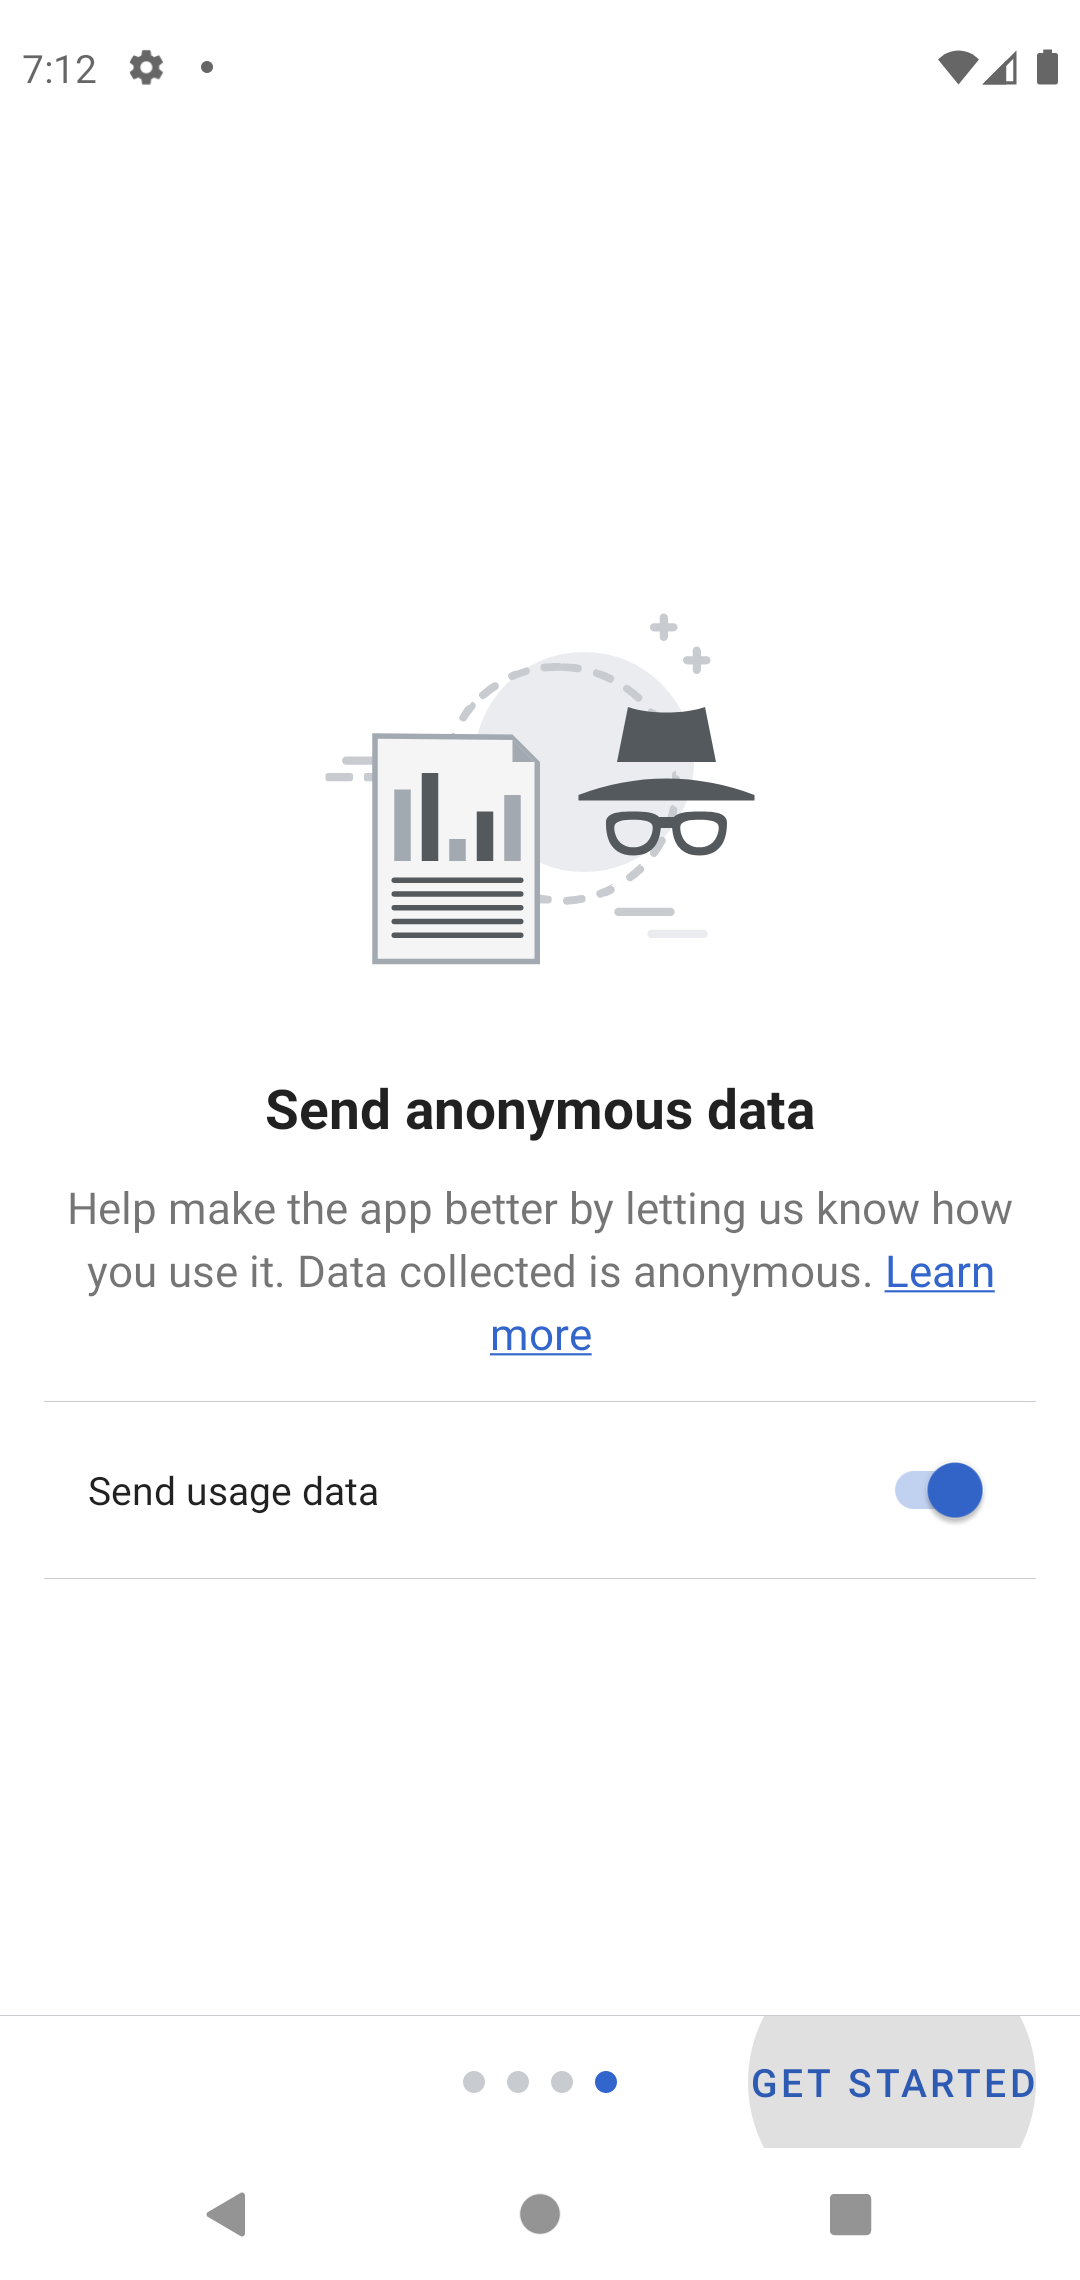 7:12
Send anonymous data
Help make the app better by letting us know how
you use it. Data collected is anonymous. Learn
more
Send usage data
GET STARTED